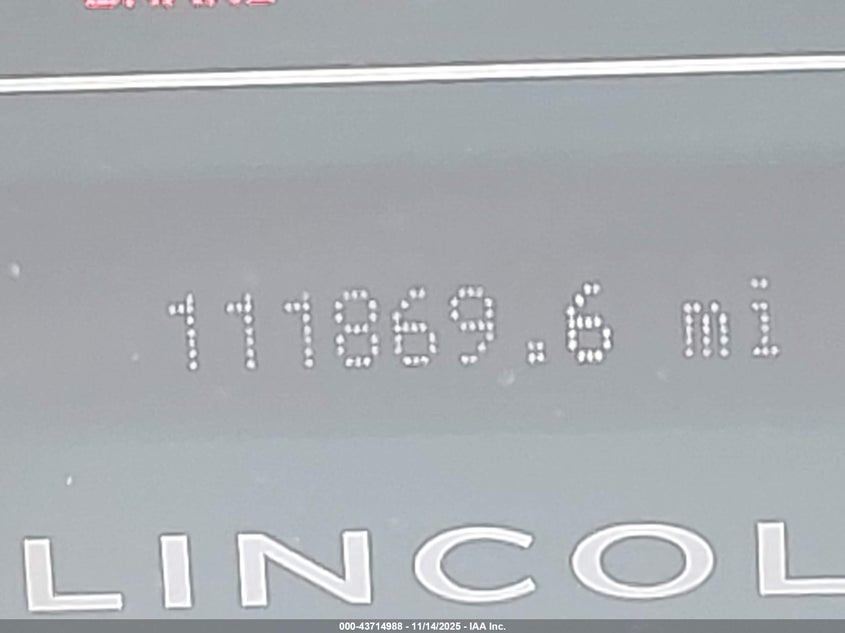 111869.6 mi
LINCOL
000-43714988 - 11/14/2025 - IAA Inc.